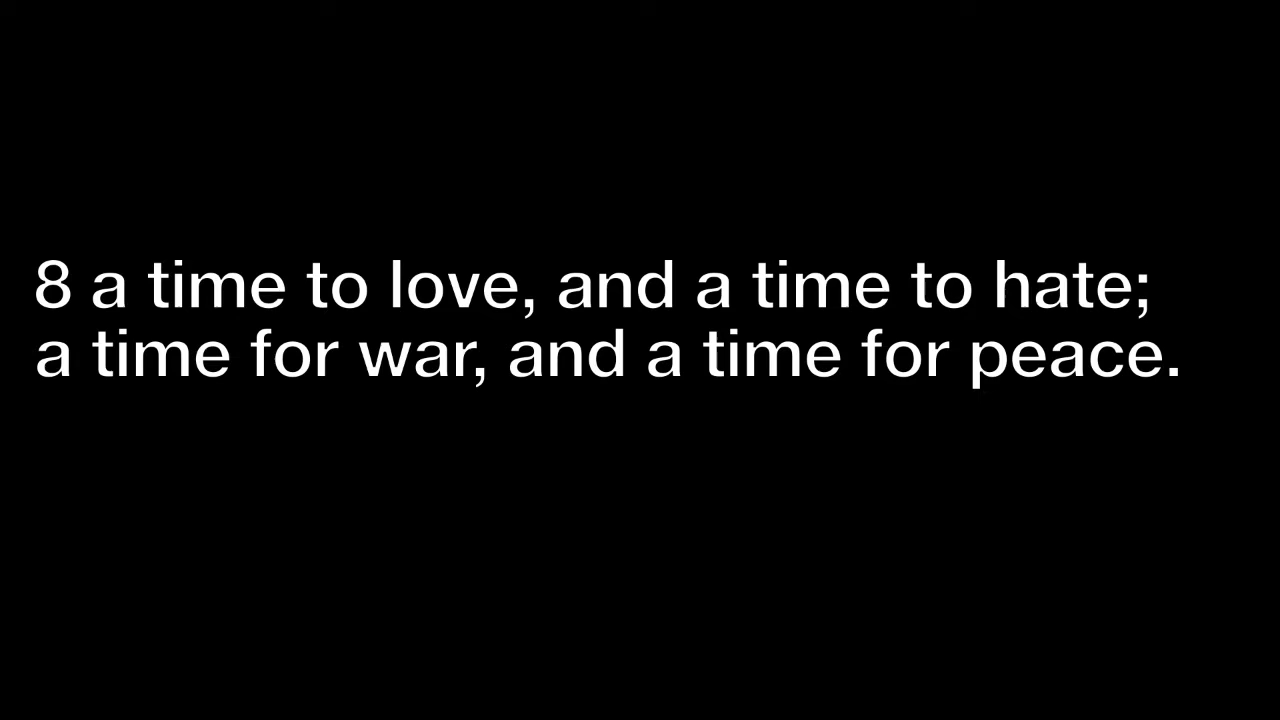 8 a time to love, and a time to hate;
a time for war, and a time for peace.